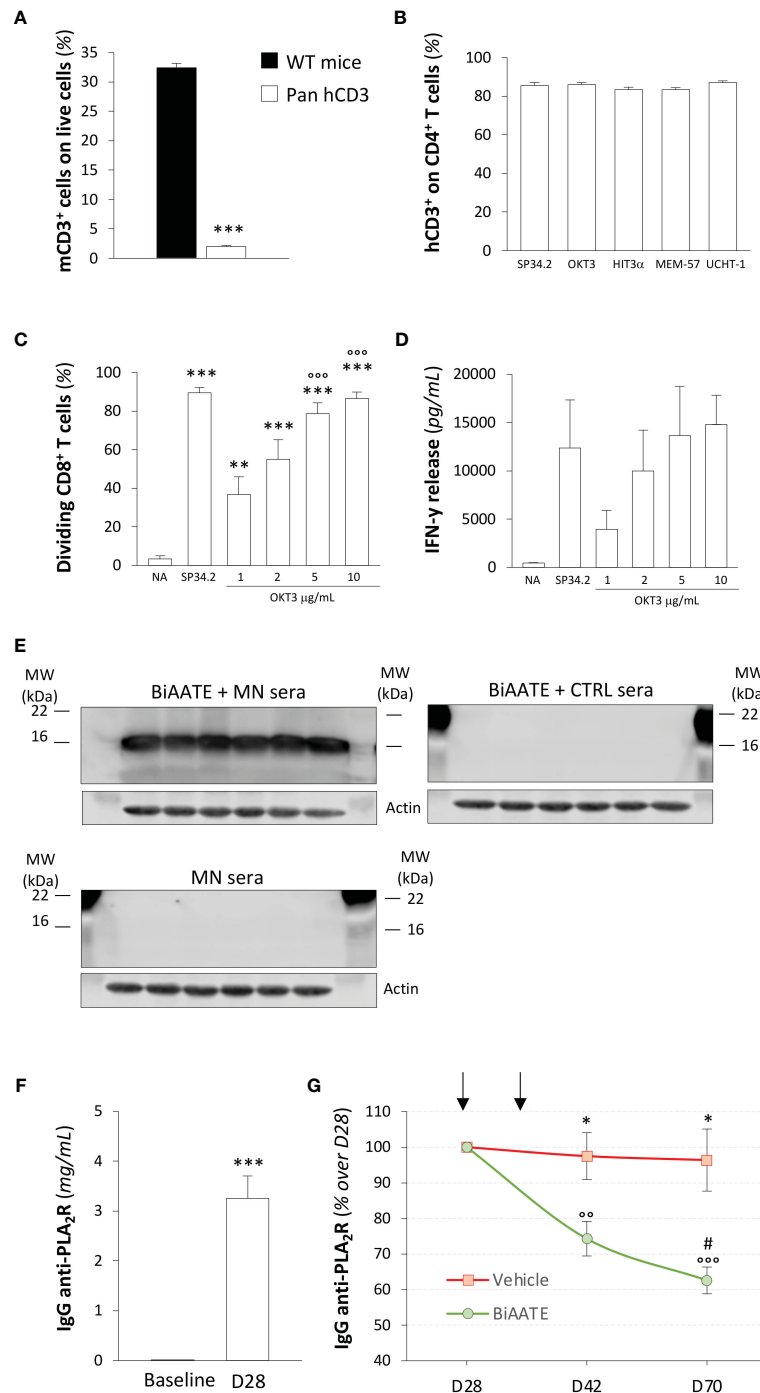 A
mCD3⁺ cells on live cells (%)
35
30
25
20
15
10
5
0
***
WT mice
Pan hCD3
B
hCD3⁺ on CD4⁺ T cells (%)
100
80
60
40
20
0
SP34.2 OKT3 HIT3α MEM-57 UCHT-1
C
Dividing CD8⁺ T cells (%)
100
80
60
40
20
0
***
**
***
°°°
***
°°°
***
NA SP34.2 1 2 5 10
OKT3 µg/mL
D
IFN-y release (pg/mL)
20000
15000
10000
5000
0
NA SP34.2 1 2 5 10
OKT3 µg/mL
E
MW
(kDa)
22
16
BiAATE + MN sera
MW
(kDa)
Actin
BiAATE + CTRL sera
MW
(kDa
22
16
MW
(kDa)
22
16
MN sera
MW
(kDa)
22
16
Actin
F
IgG anti-PLA₂R (mg/mL)
5
4
3
2
1
0
***
Baseline D28
G
IgG anti-PLA₂R (% over D28)
110
100
90
80
70
60
50
40
*
*
°°
#
°°°
Vehicle
BiAATE
D28 D42 D70